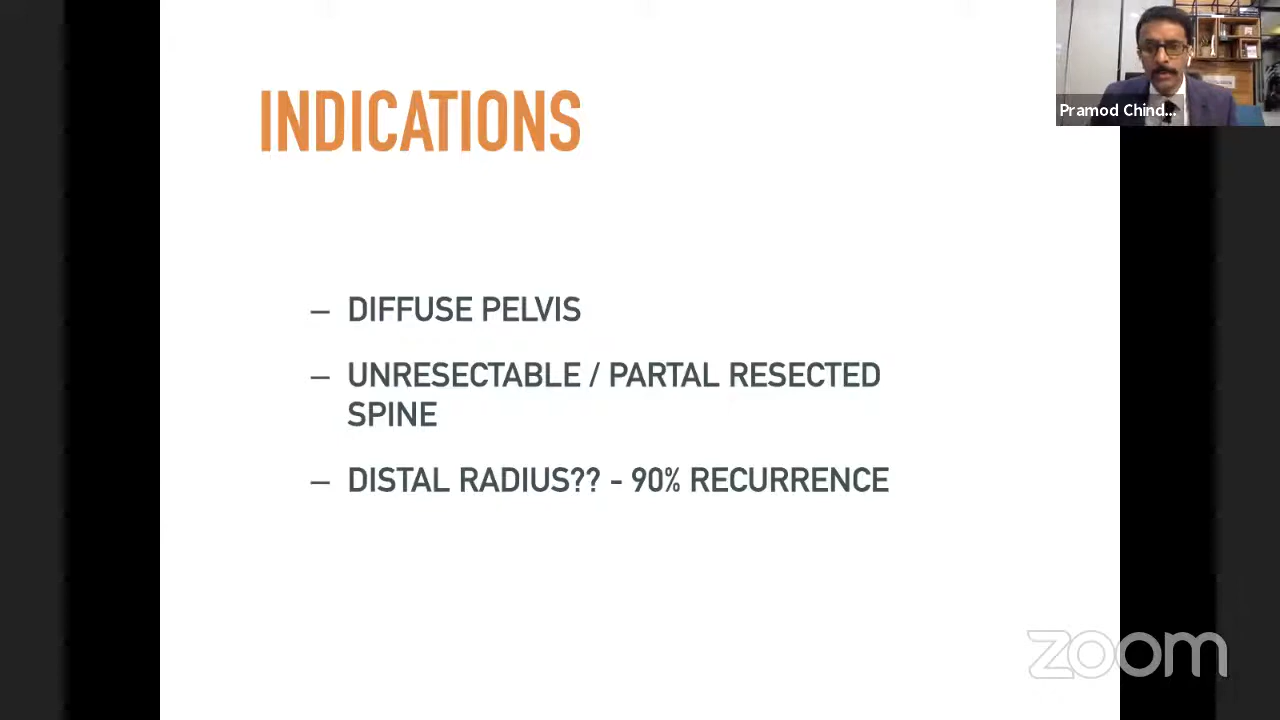 INDICATIONS
Pramod Chind...
– DIFFUSE PELVIS
– UNRESECTABLE / PARTAL RESECTED
SPINE
– DISTAL RADIUS?? - 90% RECURRENCE
zoom